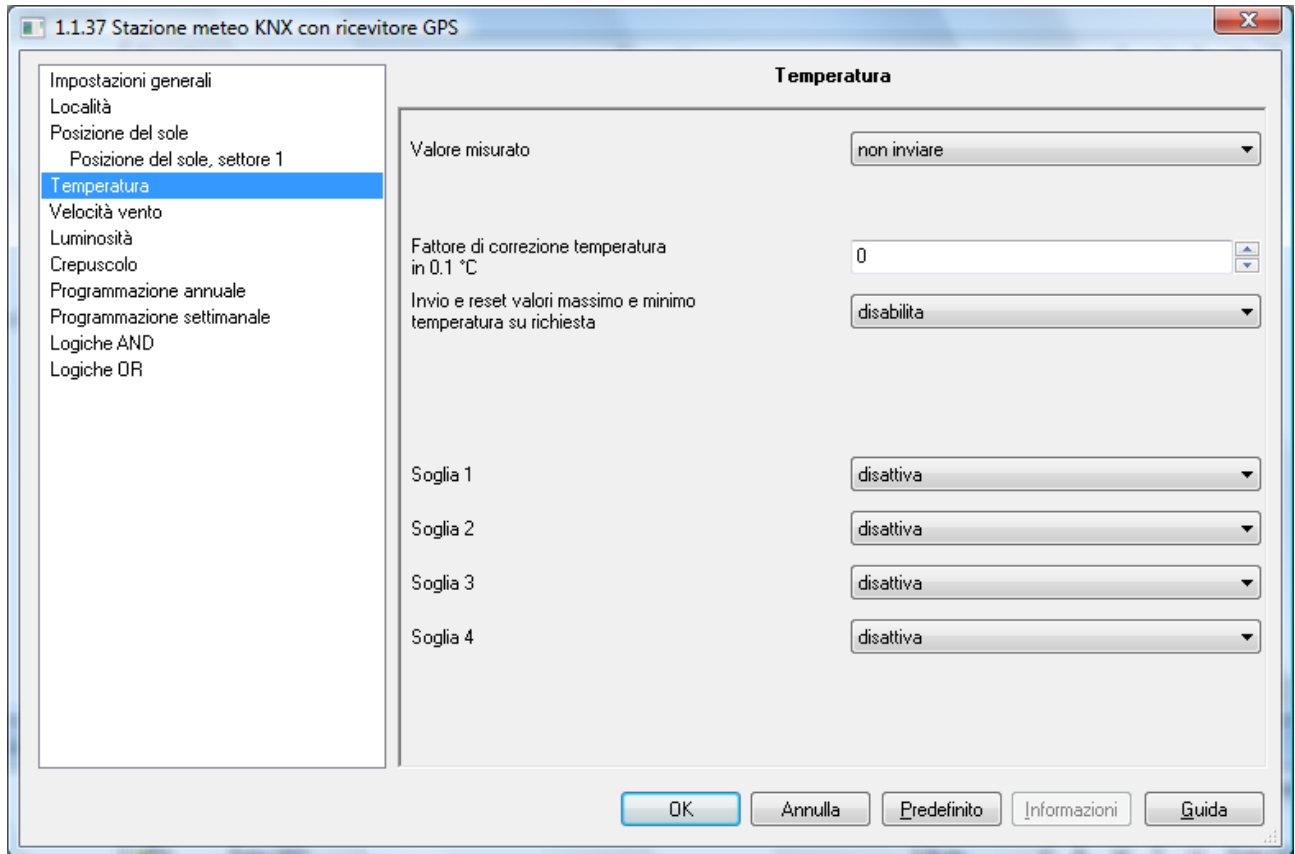 1.1.37 Stazione meteo KNX con ricevitore GPS
Impostazioni generali
Località
Posizione del sole
Posizione del sole, settore 1
Temperatura
Velocità vento
Luminosità
Crepuscolo
Programmazione annuale
Programmazione settimanale
Logiche AND
Logiche OR
Temperatura
Valore misurato
non inviare
Fattore di correzione temperatura
in 0.1 °C
0
Invio e reset valori massimo e minimo
temperatura su richiesta
disabilita
Soglia 1
disattiva
Soglia 2
disattiva
Soglia 3
disattiva
Soglia 4
disattiva
OK
Annulla
Predefinito
Informazioni
Guida